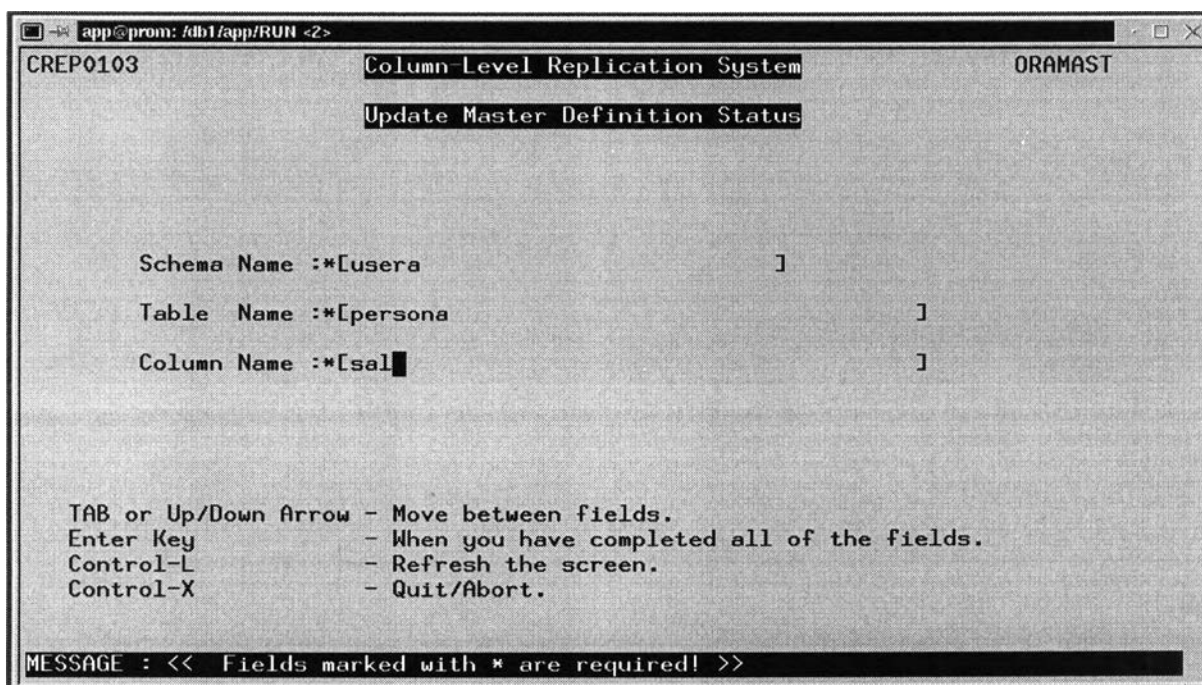 app@prom: /db1/app/RUN <2>
CREP0103 Column-Level Replication System ORAMAST
Update Master Definition Status
Schema Name :*[usera ]
Table Name :*[persona ]
Column Name :*[sal ]
TAB or Up/Down Arrow - Move between fields.
Enter Key - When you have completed all of the fields.
Control-L - Refresh the screen.
Control-X - Quit/Abort.
MESSAGE : << Fields marked with * are required! >>